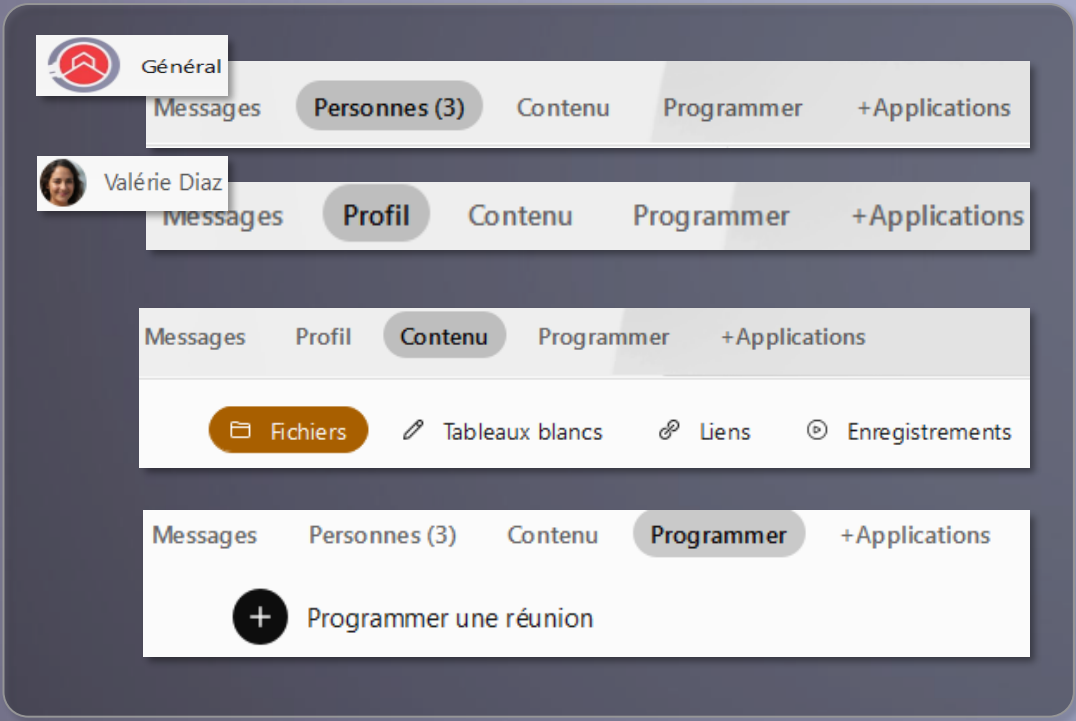 Général
Messages Personnes (3) Contenu Programmer +Applications
Valérie Diaz
Messages Profil Contenu Programmer +Applications
Messages Profil Contenu Programmer +Applications
Fichiers Tableaux blancs Liens Enregistrements
Messages Personnes (3) Contenu Programmer +Applications
Programmer une réunion